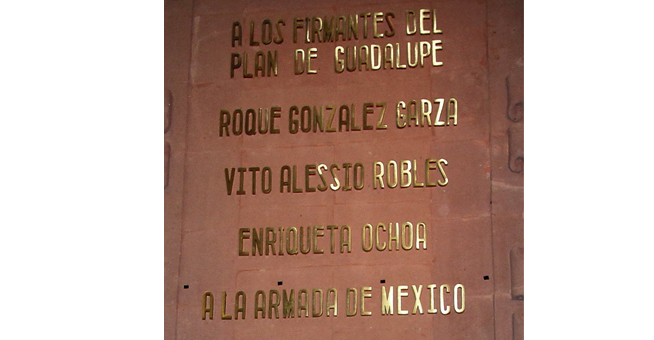 A LOS FIRMANTES DEL
PLAN DE GUADALUPE
ROQUE GONZALEZ GARZA
VITO ALESSIO ROBLES
ENRIQUETA OCHOA
A LA ARMADA DE MEXICO